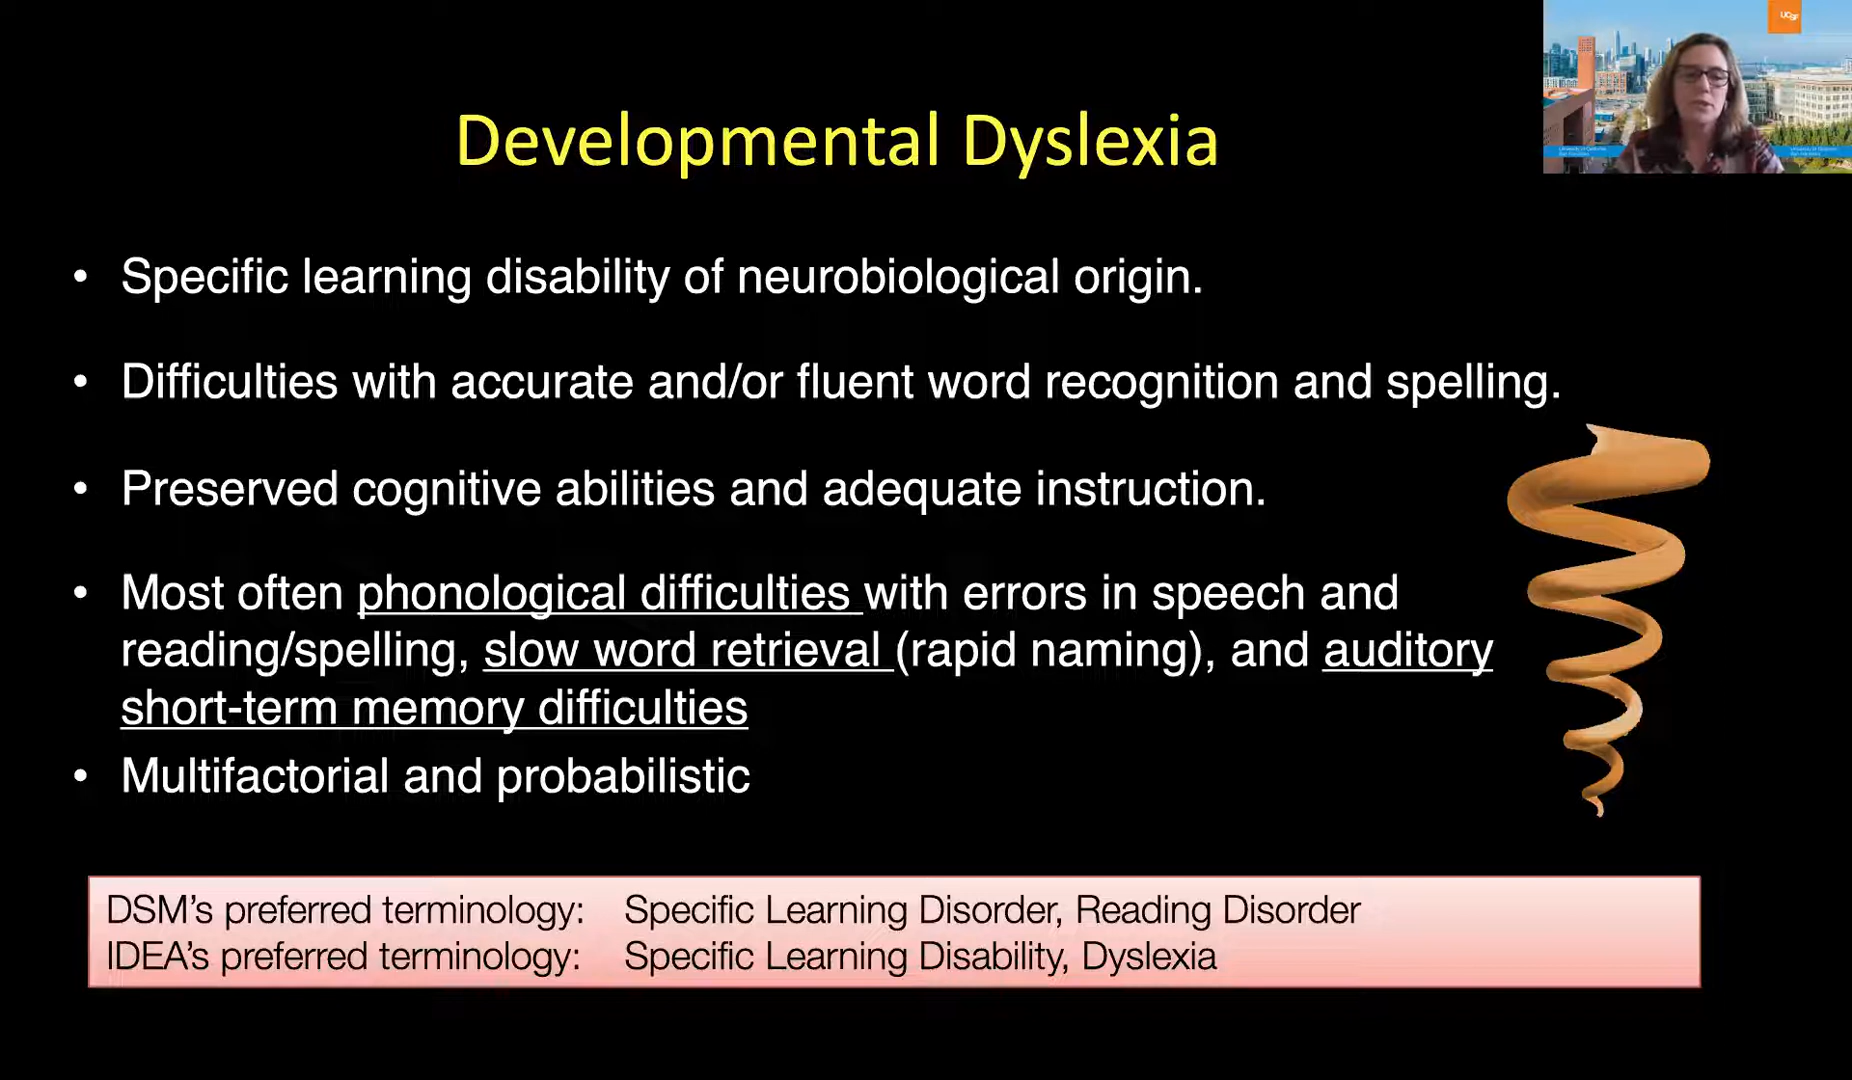 UCSF
Developmental Dyslexia
• Specific learning disability of neurobiological origin.
• Difficulties with accurate and/or fluent word recognition and spelling.
• Preserved cognitive abilities and adequate instruction.
• Most often phonological difficulties with errors in speech and
reading/spelling, slow word retrieval (rapid naming), and auditory
short-term memory difficulties
• Multifactorial and probabilistic
DSM’s preferred terminology: Specific Learning Disorder, Reading Disorder
IDEA’s preferred terminology: Specific Learning Disability, Dyslexia